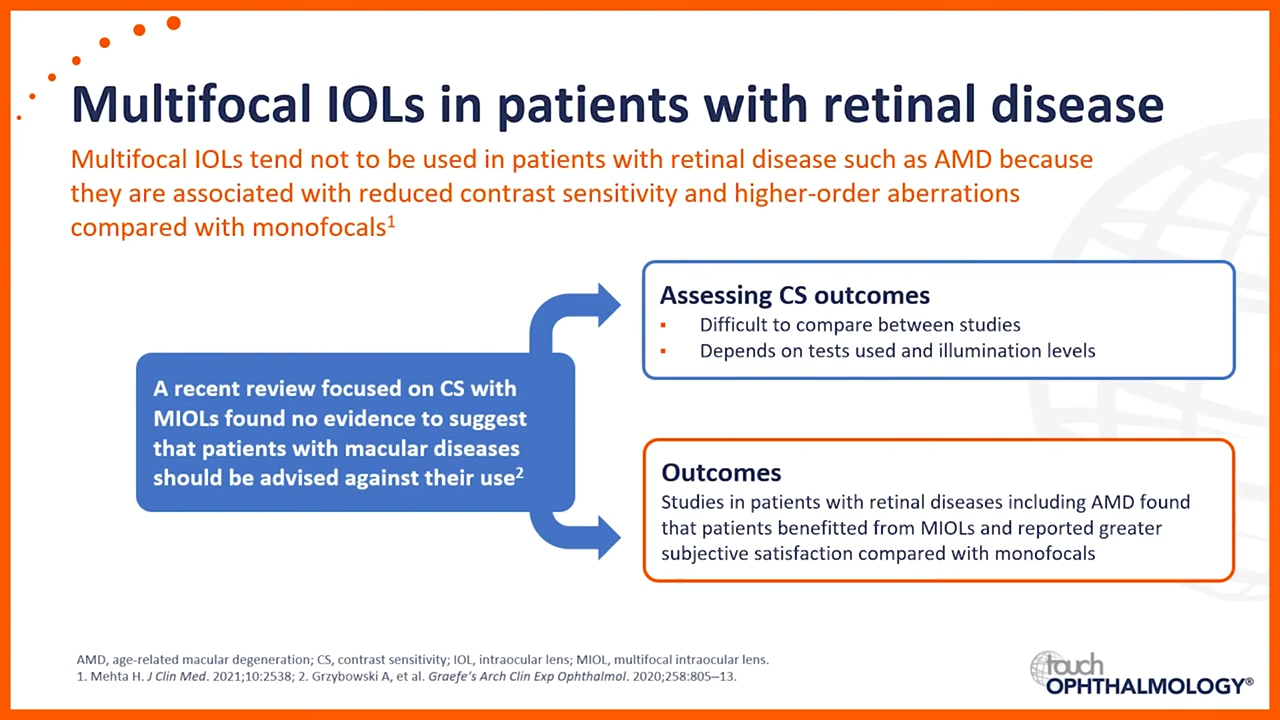 Multifocal IOLs in patients with retinal disease
Multifocal IOLs tend not to be used in patients with retinal disease such as AMD because
they are associated with reduced contrast sensitivity and higher-order aberrations
compared with monofocals¹
A recent review focused on CS with
MIOLs found no evidence to suggest
that patients with macular diseases
should be advised against their use²
Assessing CS outcomes
▪ Difficult to compare between studies
▪ Depends on tests used and illumination levels
Outcomes
Studies in patients with retinal diseases including AMD found
that patients benefitted from MIOLs and reported greater
subjective satisfaction compared with monofocals
AMD, age-related macular degeneration; CS, contrast sensitivity; IOL, intraocular lens; MIOL, multifocal intraocular lens.
1. Mehta H. J Clin Med. 2021;10:2538; 2. Grzybowski A, et al. Graefe’s Arch Clin Exp Ophthalmol. 2020;258:805–13.
touch
OPHTHALMOLOGY®